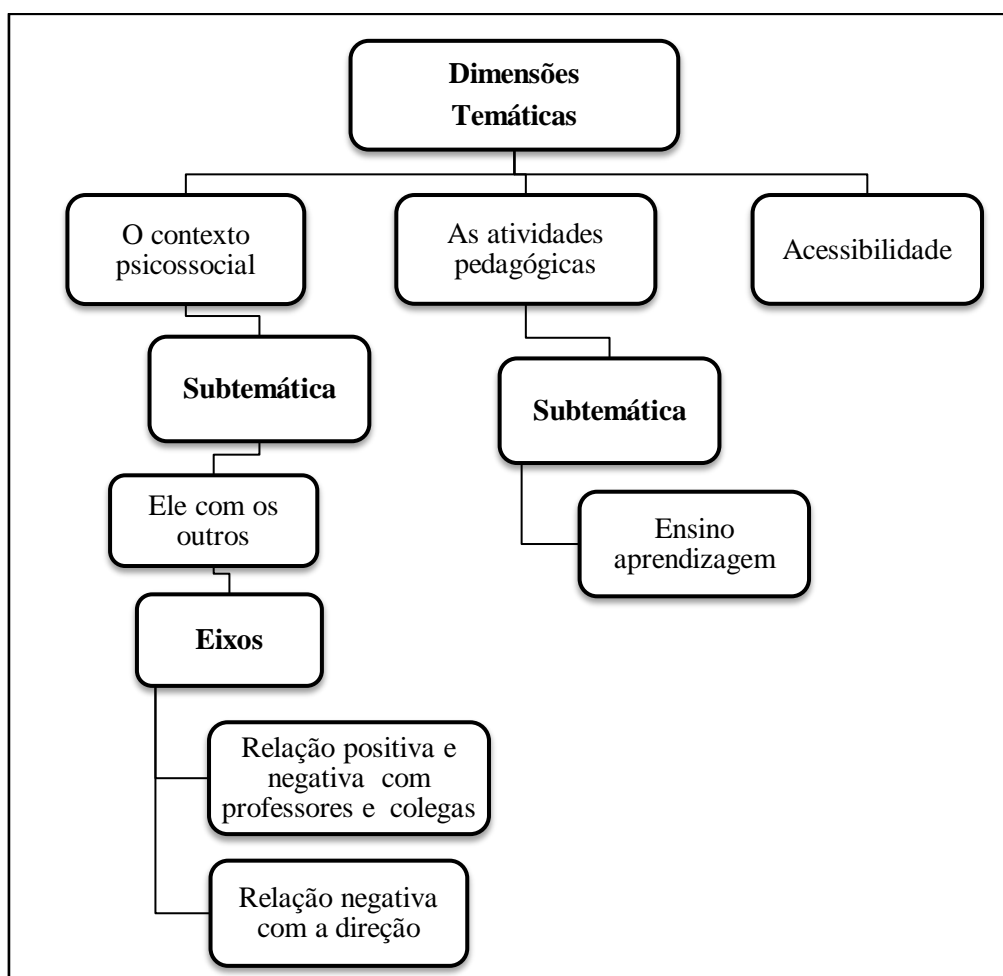 Dimensões
Temáticas
O contexto
psicossocial
As atividades
pedagógicas
Acessibilidade
Subtemática
Subtemática
Ele com os
outros
Ensino
aprendizagem
Eixos
Relação positiva e
negativa com
professores e colegas
Relação negativa
com a direção